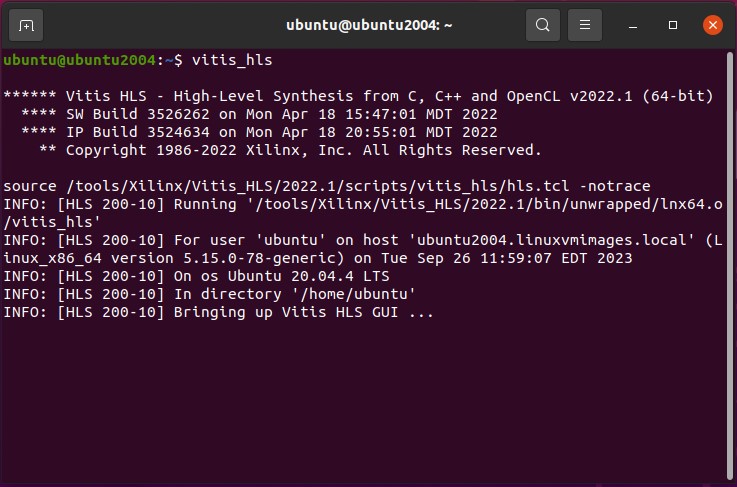 ubuntu@ubuntu2004: ~
ubuntu@ubuntu2004:~$ vitis_hls
****** Vitis HLS - High-Level Synthesis from C, C++ and OpenCL v2022.1 (64-bit)
  **** SW Build 3526262 on Mon Apr 18 15:47:01 MDT 2022
  **** IP Build 3524634 on Mon Apr 18 20:55:01 MDT 2022
    ** Copyright 1986-2022 Xilinx, Inc. All Rights Reserved.
source /tools/Xilinx/Vitis_HLS/2022.1/scripts/vitis_hls/hls.tcl -notrace
INFO: [HLS 200-10] Running '/tools/Xilinx/Vitis_HLS/2022.1/bin/unwrapped/lnx64.o
/vitis_hls'
INFO: [HLS 200-10] For user 'ubuntu' on host 'ubuntu2004.linuxvmimages.local' (L
inux_x86_64 version 5.15.0-78-generic) on Tue Sep 26 11:59:07 EDT 2023
INFO: [HLS 200-10] On os Ubuntu 20.04.4 LTS
INFO: [HLS 200-10] In directory '/home/ubuntu'
INFO: [HLS 200-10] Bringing up Vitis HLS GUI ...